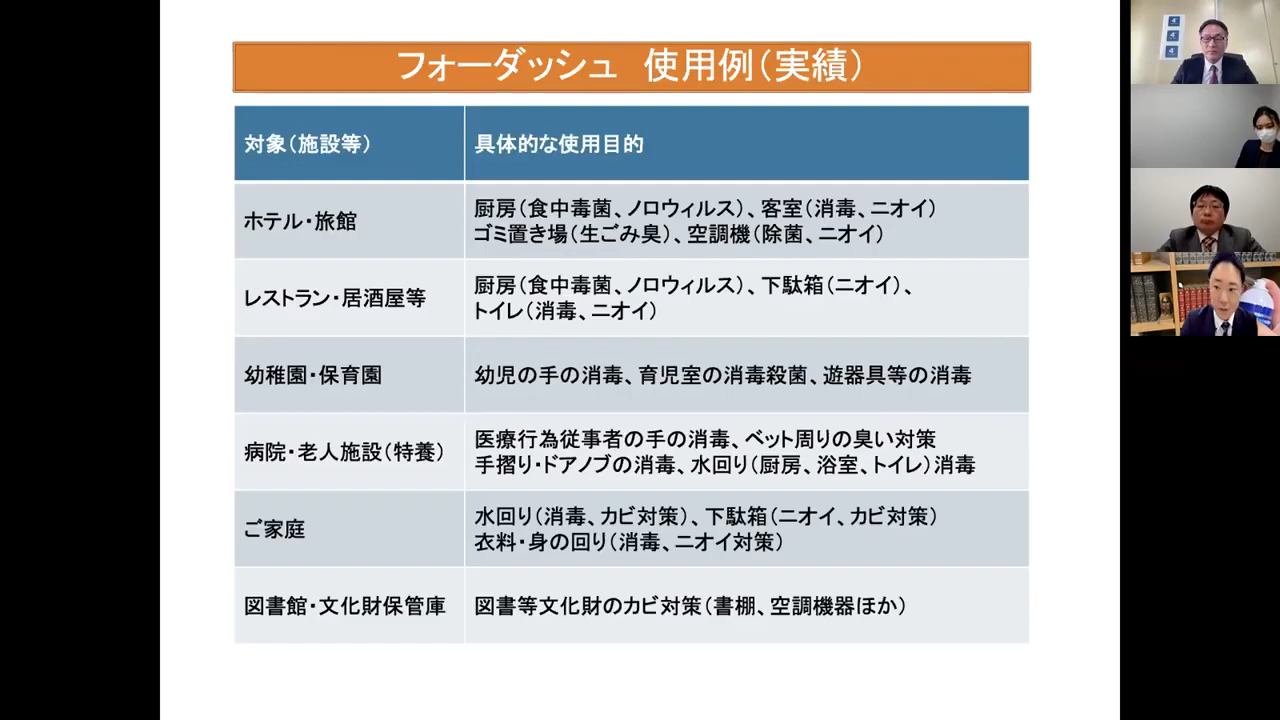 フォーダッシュ　使用例（実績）
対象（施設等）
具体的な使用目的
ホテル・旅館
厨房（食中毒菌、ノロウィルス）、客室（消毒、ニオイ）
ゴミ置き場（生ごみ臭）、空調機（除菌、ニオイ）
レストラン・居酒屋等
厨房（食中毒菌、ノロウィルス）、下駄箱（ニオイ）、
トイレ（消毒、ニオイ）
幼稚園・保育園
幼児の手の消毒、育児室の消毒殺菌、遊器具等の消毒
病院・老人施設（特養）
医療行為従事者の手の消毒、ベット周りの臭い対策
手摺り・ドアノブの消毒、水回り（厨房、浴室、トイレ）消毒
ご家庭
水回り（消毒、カビ対策）、下駄箱（ニオイ、カビ対策）
衣料・身の回り（消毒、ニオイ対策）
図書館・文化財保管庫
図書等文化財のカビ対策（書棚、空調機器ほか）